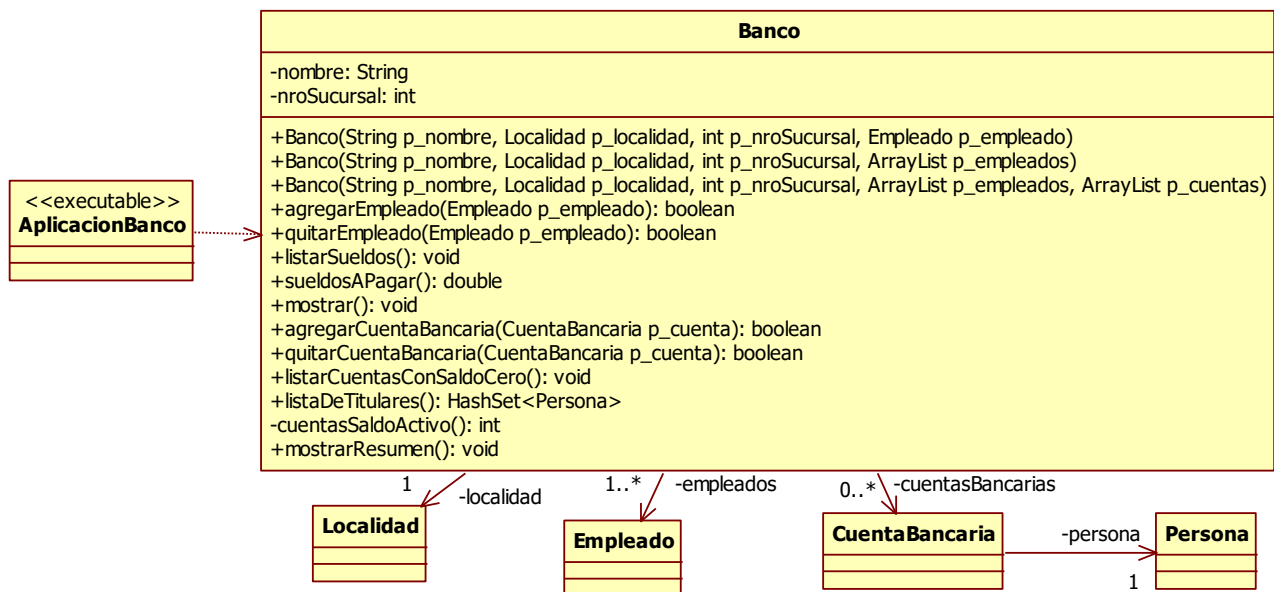 Banco
-nombre: String
-nroSucursal: int
+Banco(String p_nombre, Localidad p_localidad, int p_nroSucursal, Empleado p_empleado)
+Banco(String p_nombre, Localidad p_localidad, int p_nroSucursal, ArrayList p_empleados)
+Banco(String p_nombre, Localidad p_localidad, int p_nroSucursal, ArrayList p_empleados, ArrayList p_cuentas)
+agregarEmpleado(Empleado p_empleado): boolean
+quitarEmpleado(Empleado p_empleado): boolean
+listarSueldos(): void
+sueldosAPagar(): double
+mostrar(): void
+agregarCuentaBancaria(CuentaBancaria p_cuenta): boolean
+quitarCuentaBancaria(CuentaBancaria p_cuenta): boolean
+listarCuentasConSaldoCero(): void
+listaDeTitulares(): HashSet<Persona>
-cuentasSaldoActivo(): int
+mostrarResumen(): void
<<executable>>
AplicacionBanco
1
-localidad
1..*
-empleados
0..*
-cuentasBancarias
Localidad
Empleado
CuentaBancaria
-persona
1
Persona